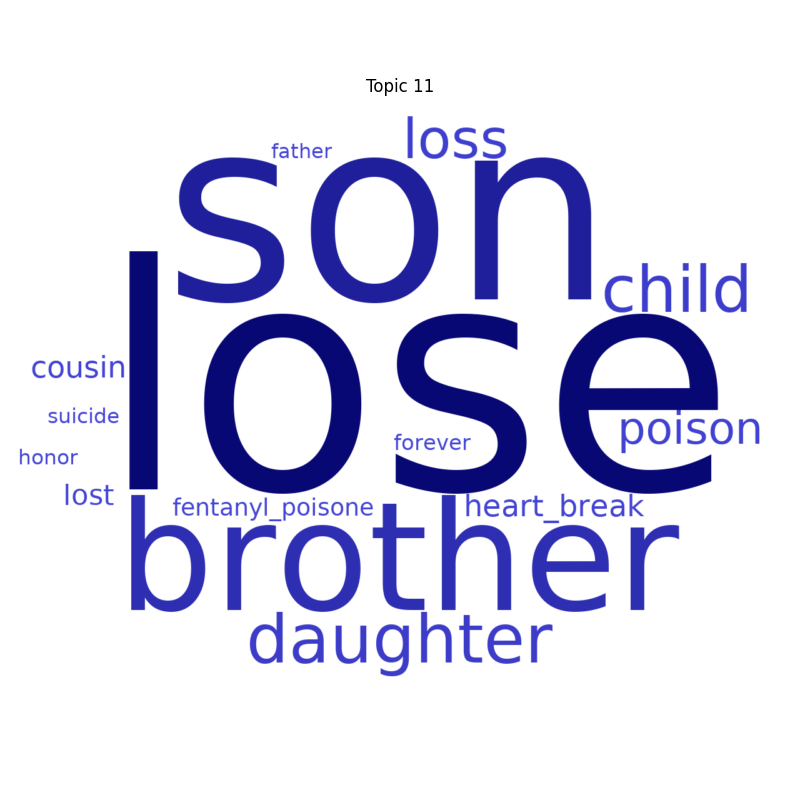 Topic 11
father
loss
son
child
lose
cousin
suicide
poison
forever
honor
lost
fentanyl_poisone
heart_break
brother
daughter